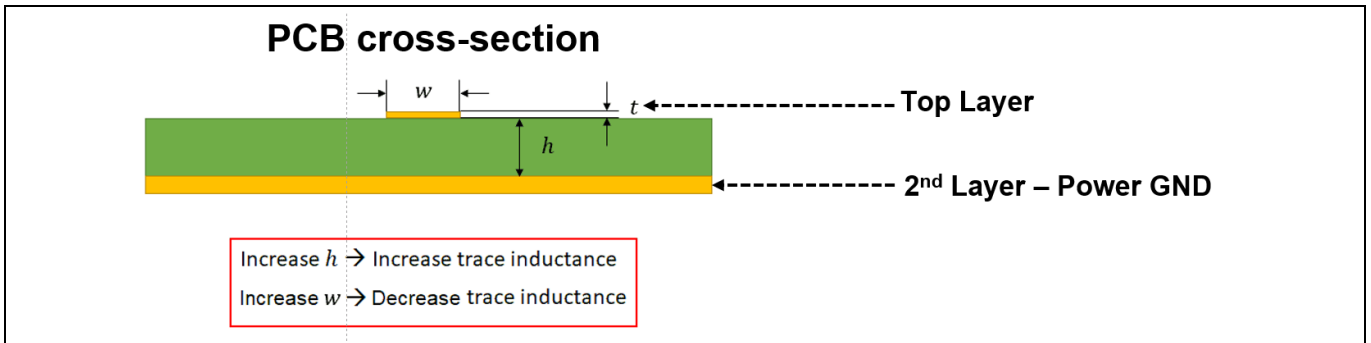 PCB cross-section
w
t
Top Layer
h
2nd Layer – Power GND
Increase h → Increase trace inductance
Increase w → Decrease trace inductance